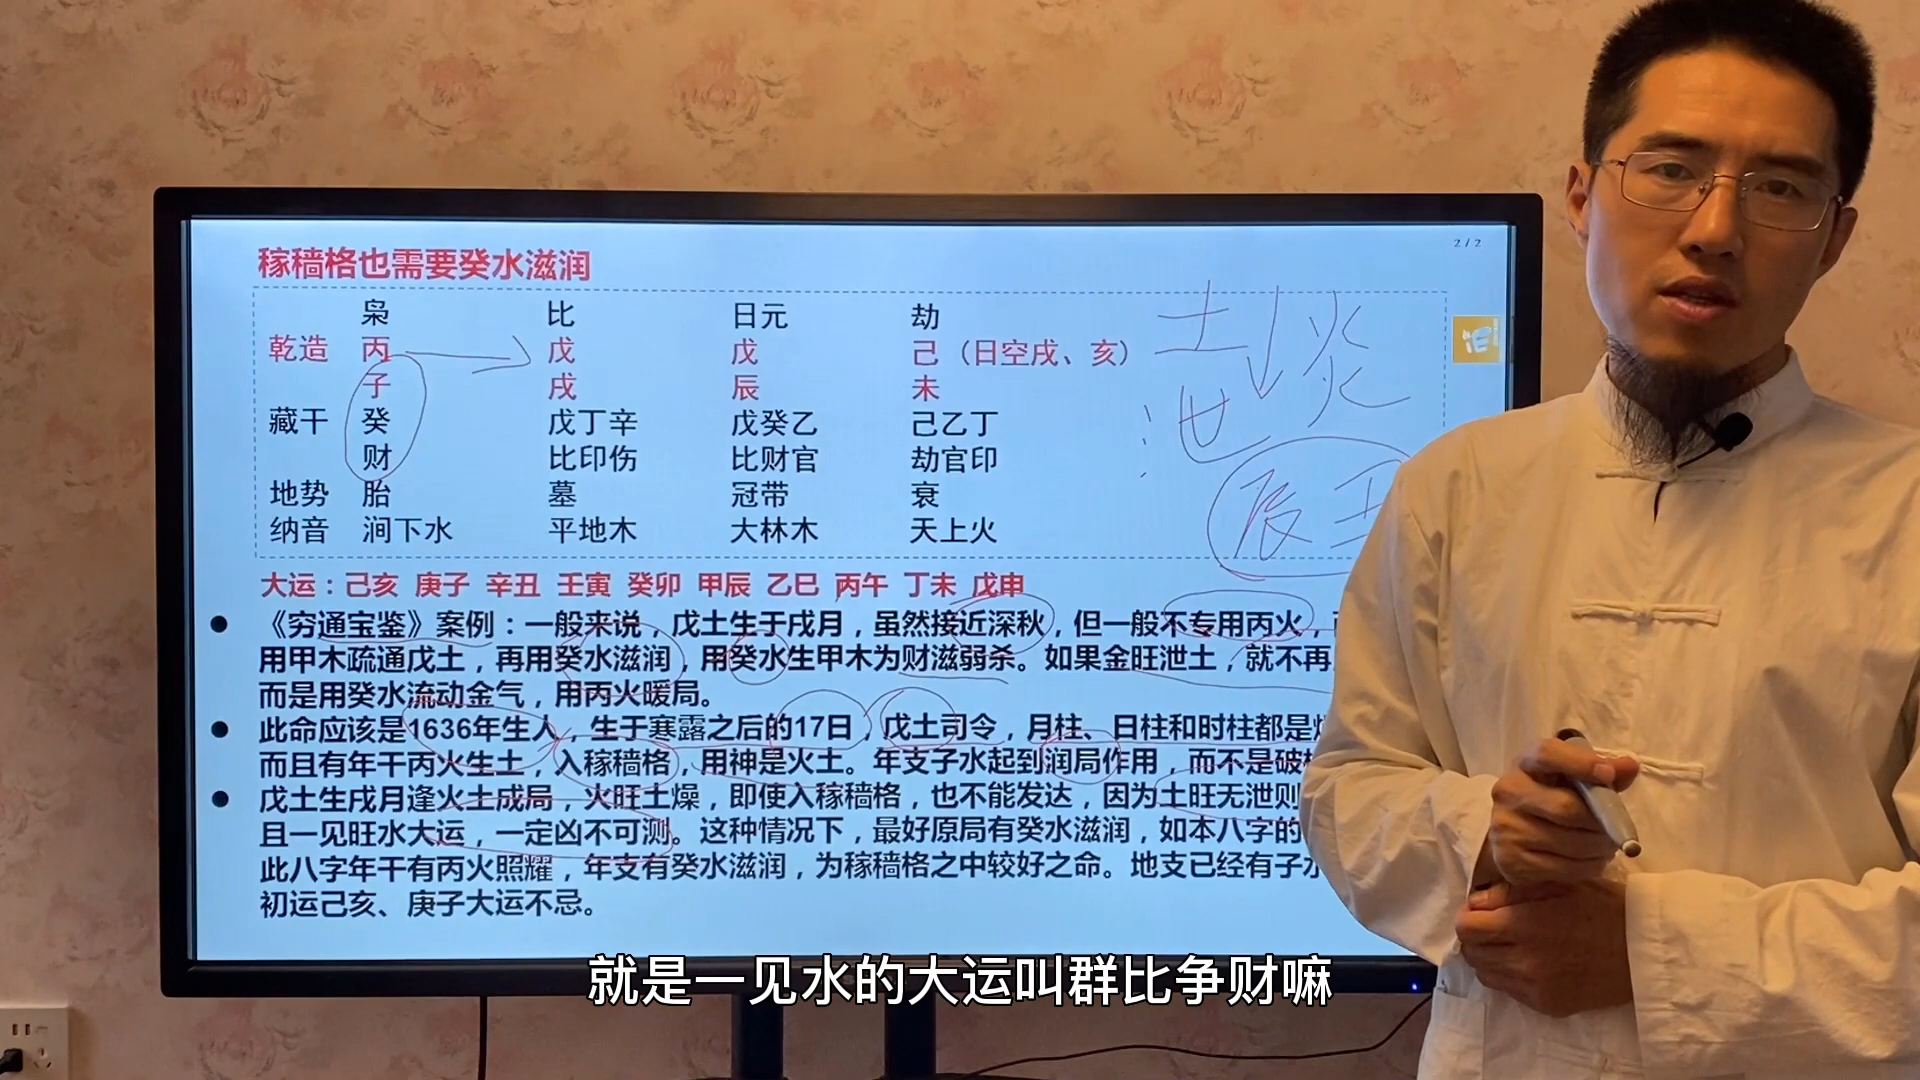 2 / 2
稼穑格也需要癸水滋润
枭 比 日元 劫
乾造 丙 戊 戊 己（日空戌、亥）
子 戌 辰 未
藏干 癸 戊丁辛 戊癸乙 己乙丁
财 比印伤 比财官 劫官印
地势 胎 墓 冠带 衰
纳音 涧下水 平地木 大林木 天上火
土 炎
泄
辰 丑
大运：己亥 庚子 辛丑 壬寅 癸卯 甲辰 乙巳 丙午 丁未 戊申
● 《穷通宝鉴》案例：一般来说，戊土生于戌月，虽然接近深秋，但一般不专用丙火，
用甲木疏通戊土，再用癸水滋润，用癸水生甲木为财滋弱杀。如果金旺泄土，就不再
而是用癸水流动金气，用丙火暖局。
● 此命应该是1636年生人，生于寒露之后的17日，戊土司令，月柱、日柱和时柱都是
而且有年干丙火生土，入稼穑格，用神是火土。年支子水起到润局作用，而不是破
● 戊土生戌月逢火土成局，火旺土燥，即使入稼穑格，也不能发达，因为土旺无泄则
且一见旺水大运，一定凶不可测。这种情况下，最好原局有癸水滋润，如本八字的
此八字年干有丙火照耀，年支有癸水滋润，为稼穑格之中较好之命。地支已经有子水
初运己亥、庚子大运不忌。
就是一见水的大运叫群比争财嘛